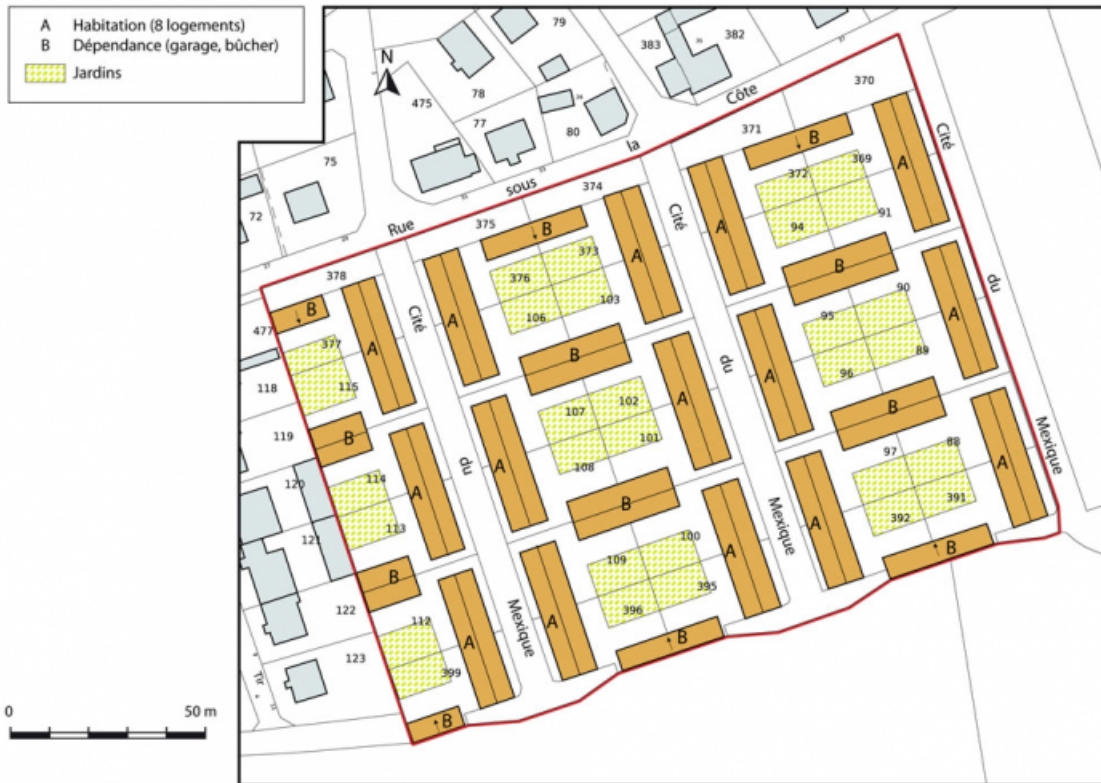 A Habitation (8 logements)
B Dépendance (garage, bûcher)
Jardins
N
79
383
382
370
475
78
Côte
Cité
75
77
80
la
371
B
A
sous
374
372
369
72
Rue
375
B
A
Cité
A
94
91
378
376
373
B
du
477
B
Cité
A
106
103
90
377
A
B
95
118
115
107
102
A
du
A
96
89
A
119
B
108
101
B
114
A
du
A
97
88
Mexique
120
113
B
Mexique
A
391
A
121
109
100
A
392
B
B
122
112
Mexique
A
396
395
B
123
399
A
B
Tir
0
50 m